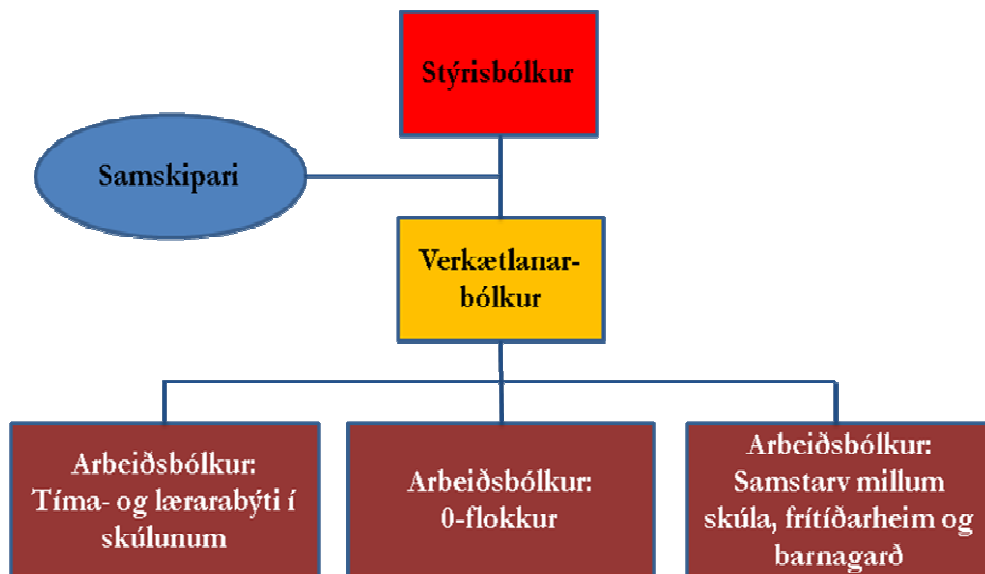 Stýrisbólkur
Samskipari
Verkætlanar-
bólkur
Arbeiðsbólkur:
Tíma- og lærarabýti í
skúlunum
Arbeiðsbólkur:
0-flokkur
Arbeiðsbólkur:
Samstarv millum
skúla, frítíðarheim og
barnagarð